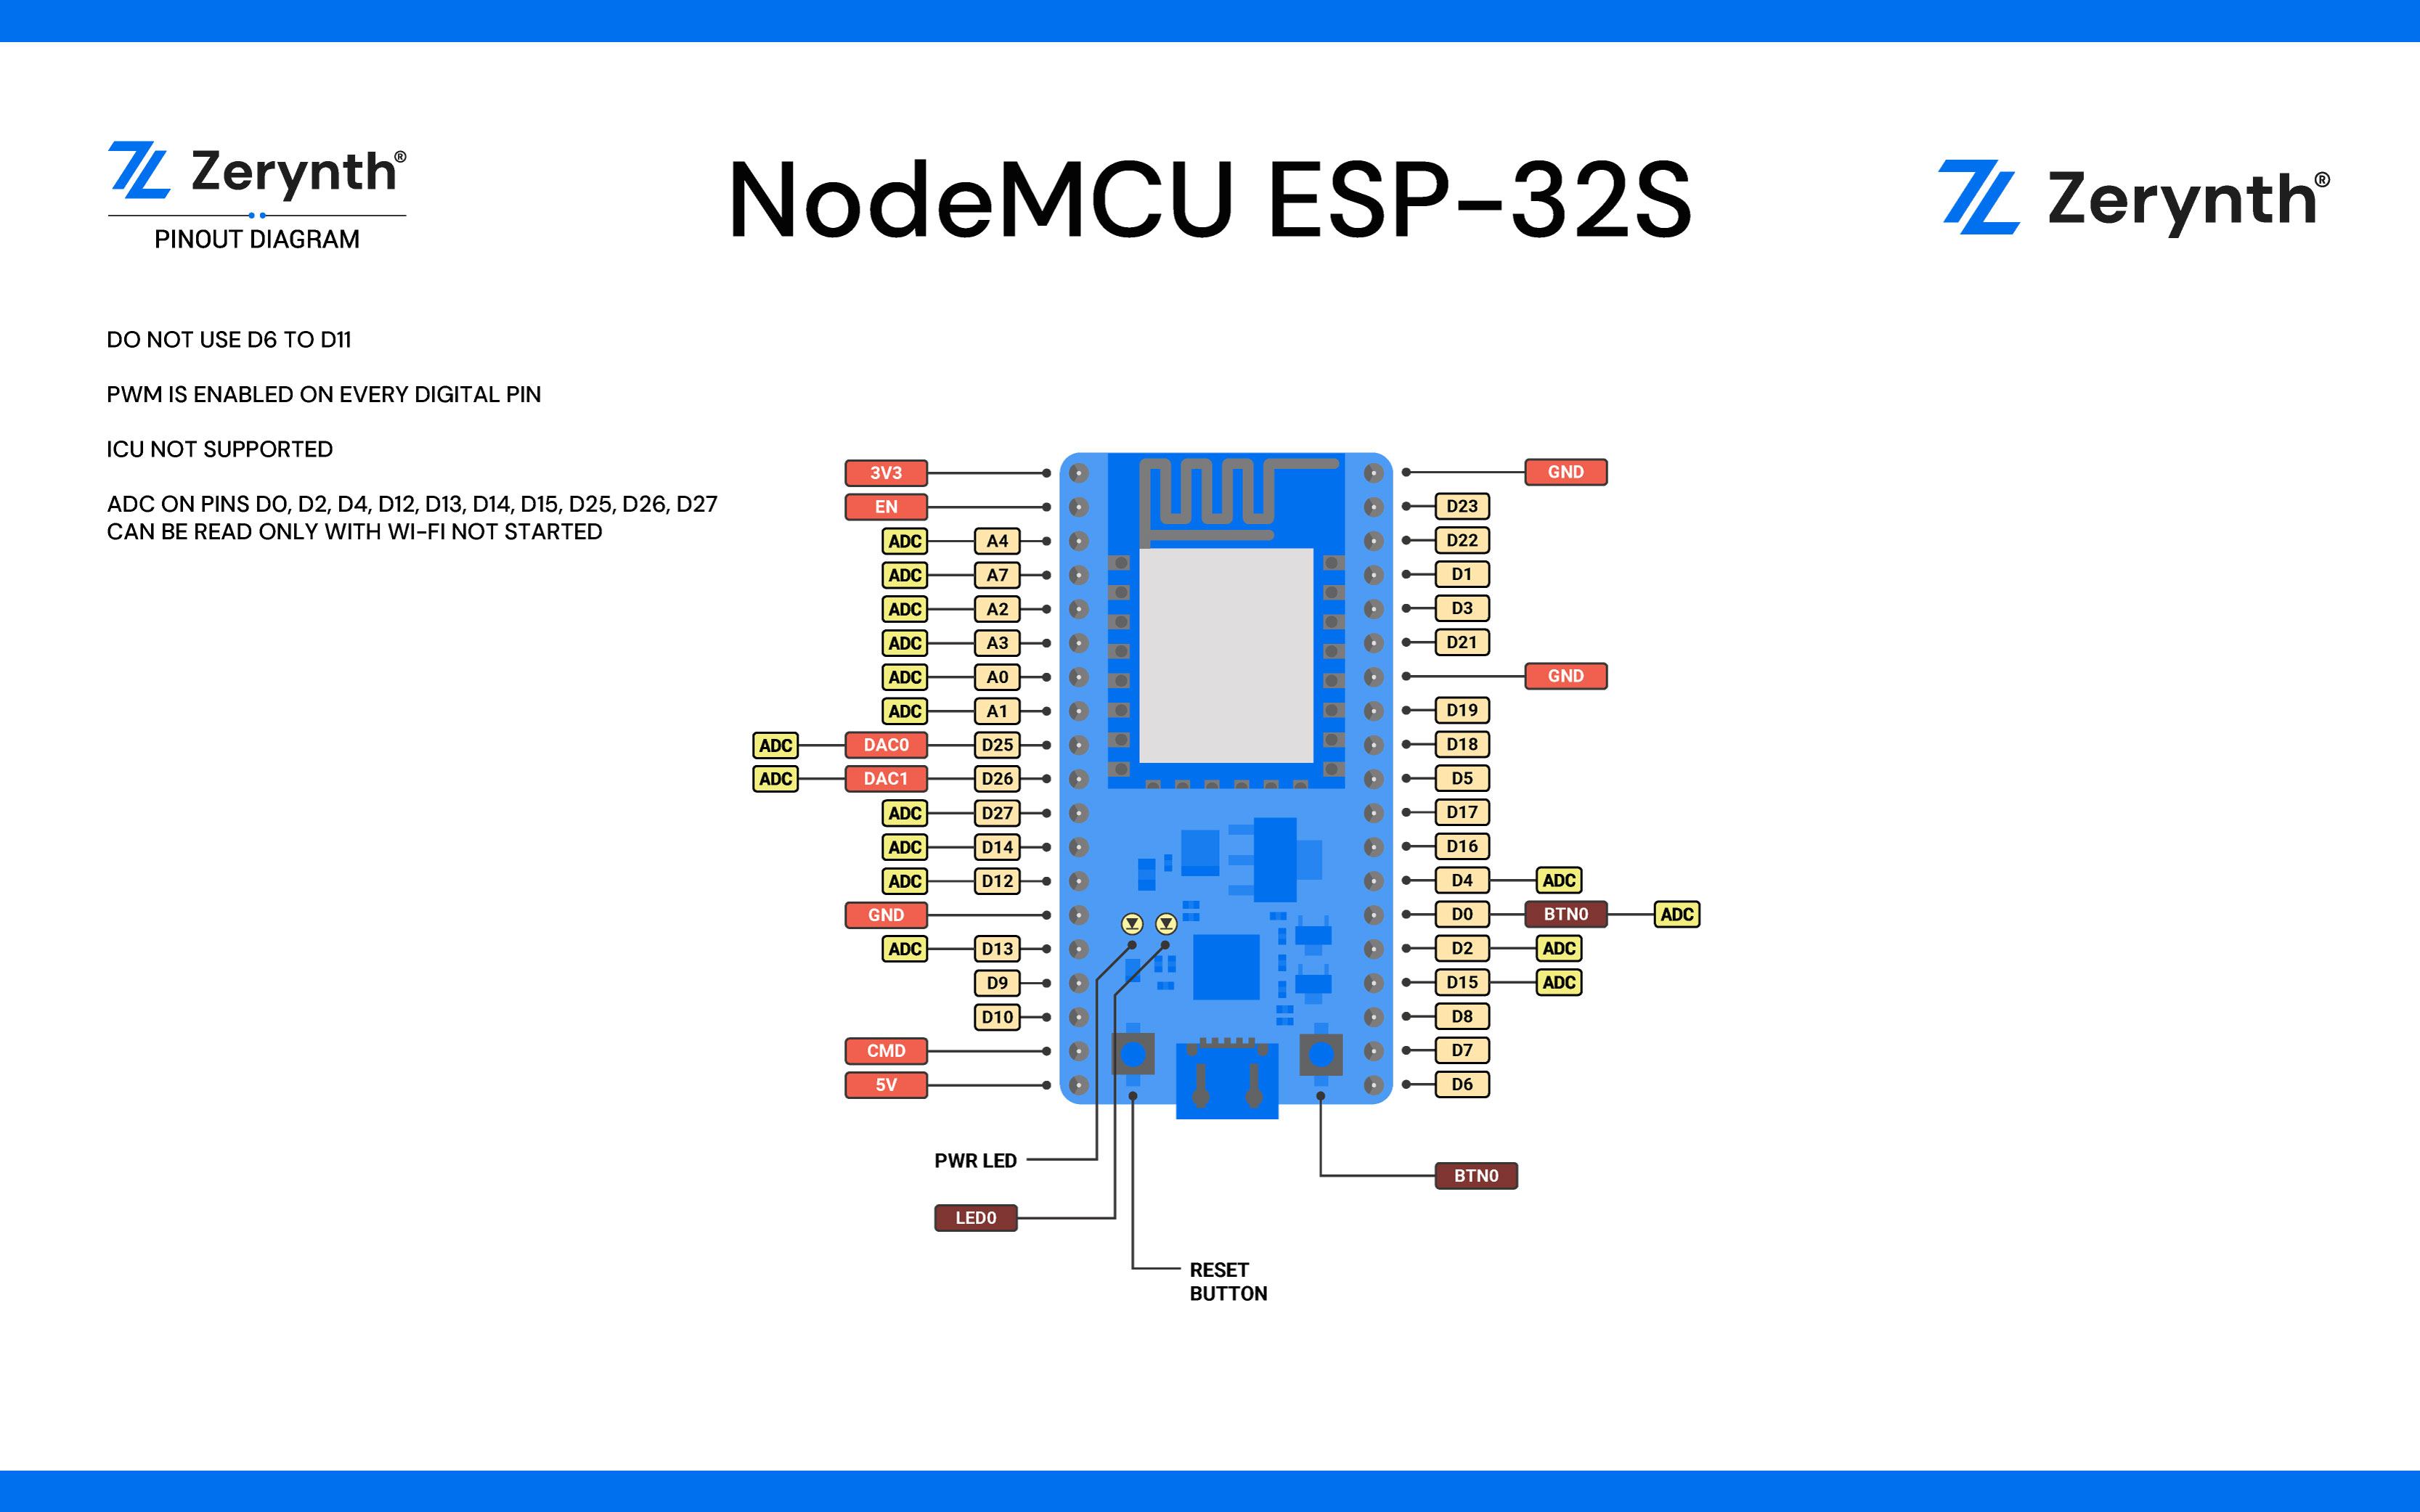 Zerynth®
PINOUT DIAGRAM
NodeMCU ESP-32S
Zerynth®
DO NOT USE D6 TO D11
PWM IS ENABLED ON EVERY DIGITAL PIN
ICU NOT SUPPORTED
ADC ON PINS D0, D2, D4, D12, D13, D14, D15, D25, D26, D27
CAN BE READ ONLY WITH WI-FI NOT STARTED
3V3
EN
ADC A4
ADC A7
ADC A2
ADC A3
ADC A0
ADC A1
ADC DAC0 D25
ADC DAC1 D26
ADC D27
ADC D14
ADC D12
GND
ADC D13
D9
D10
CMD
5V
GND
D23
D22
D1
D3
D21
GND
D19
D18
D5
D17
D16
D4 ADC
D0 BTN0 ADC
D2 ADC
D15 ADC
D8
D7
D6
PWR LED
BTN0
LED0
RESET
BUTTON